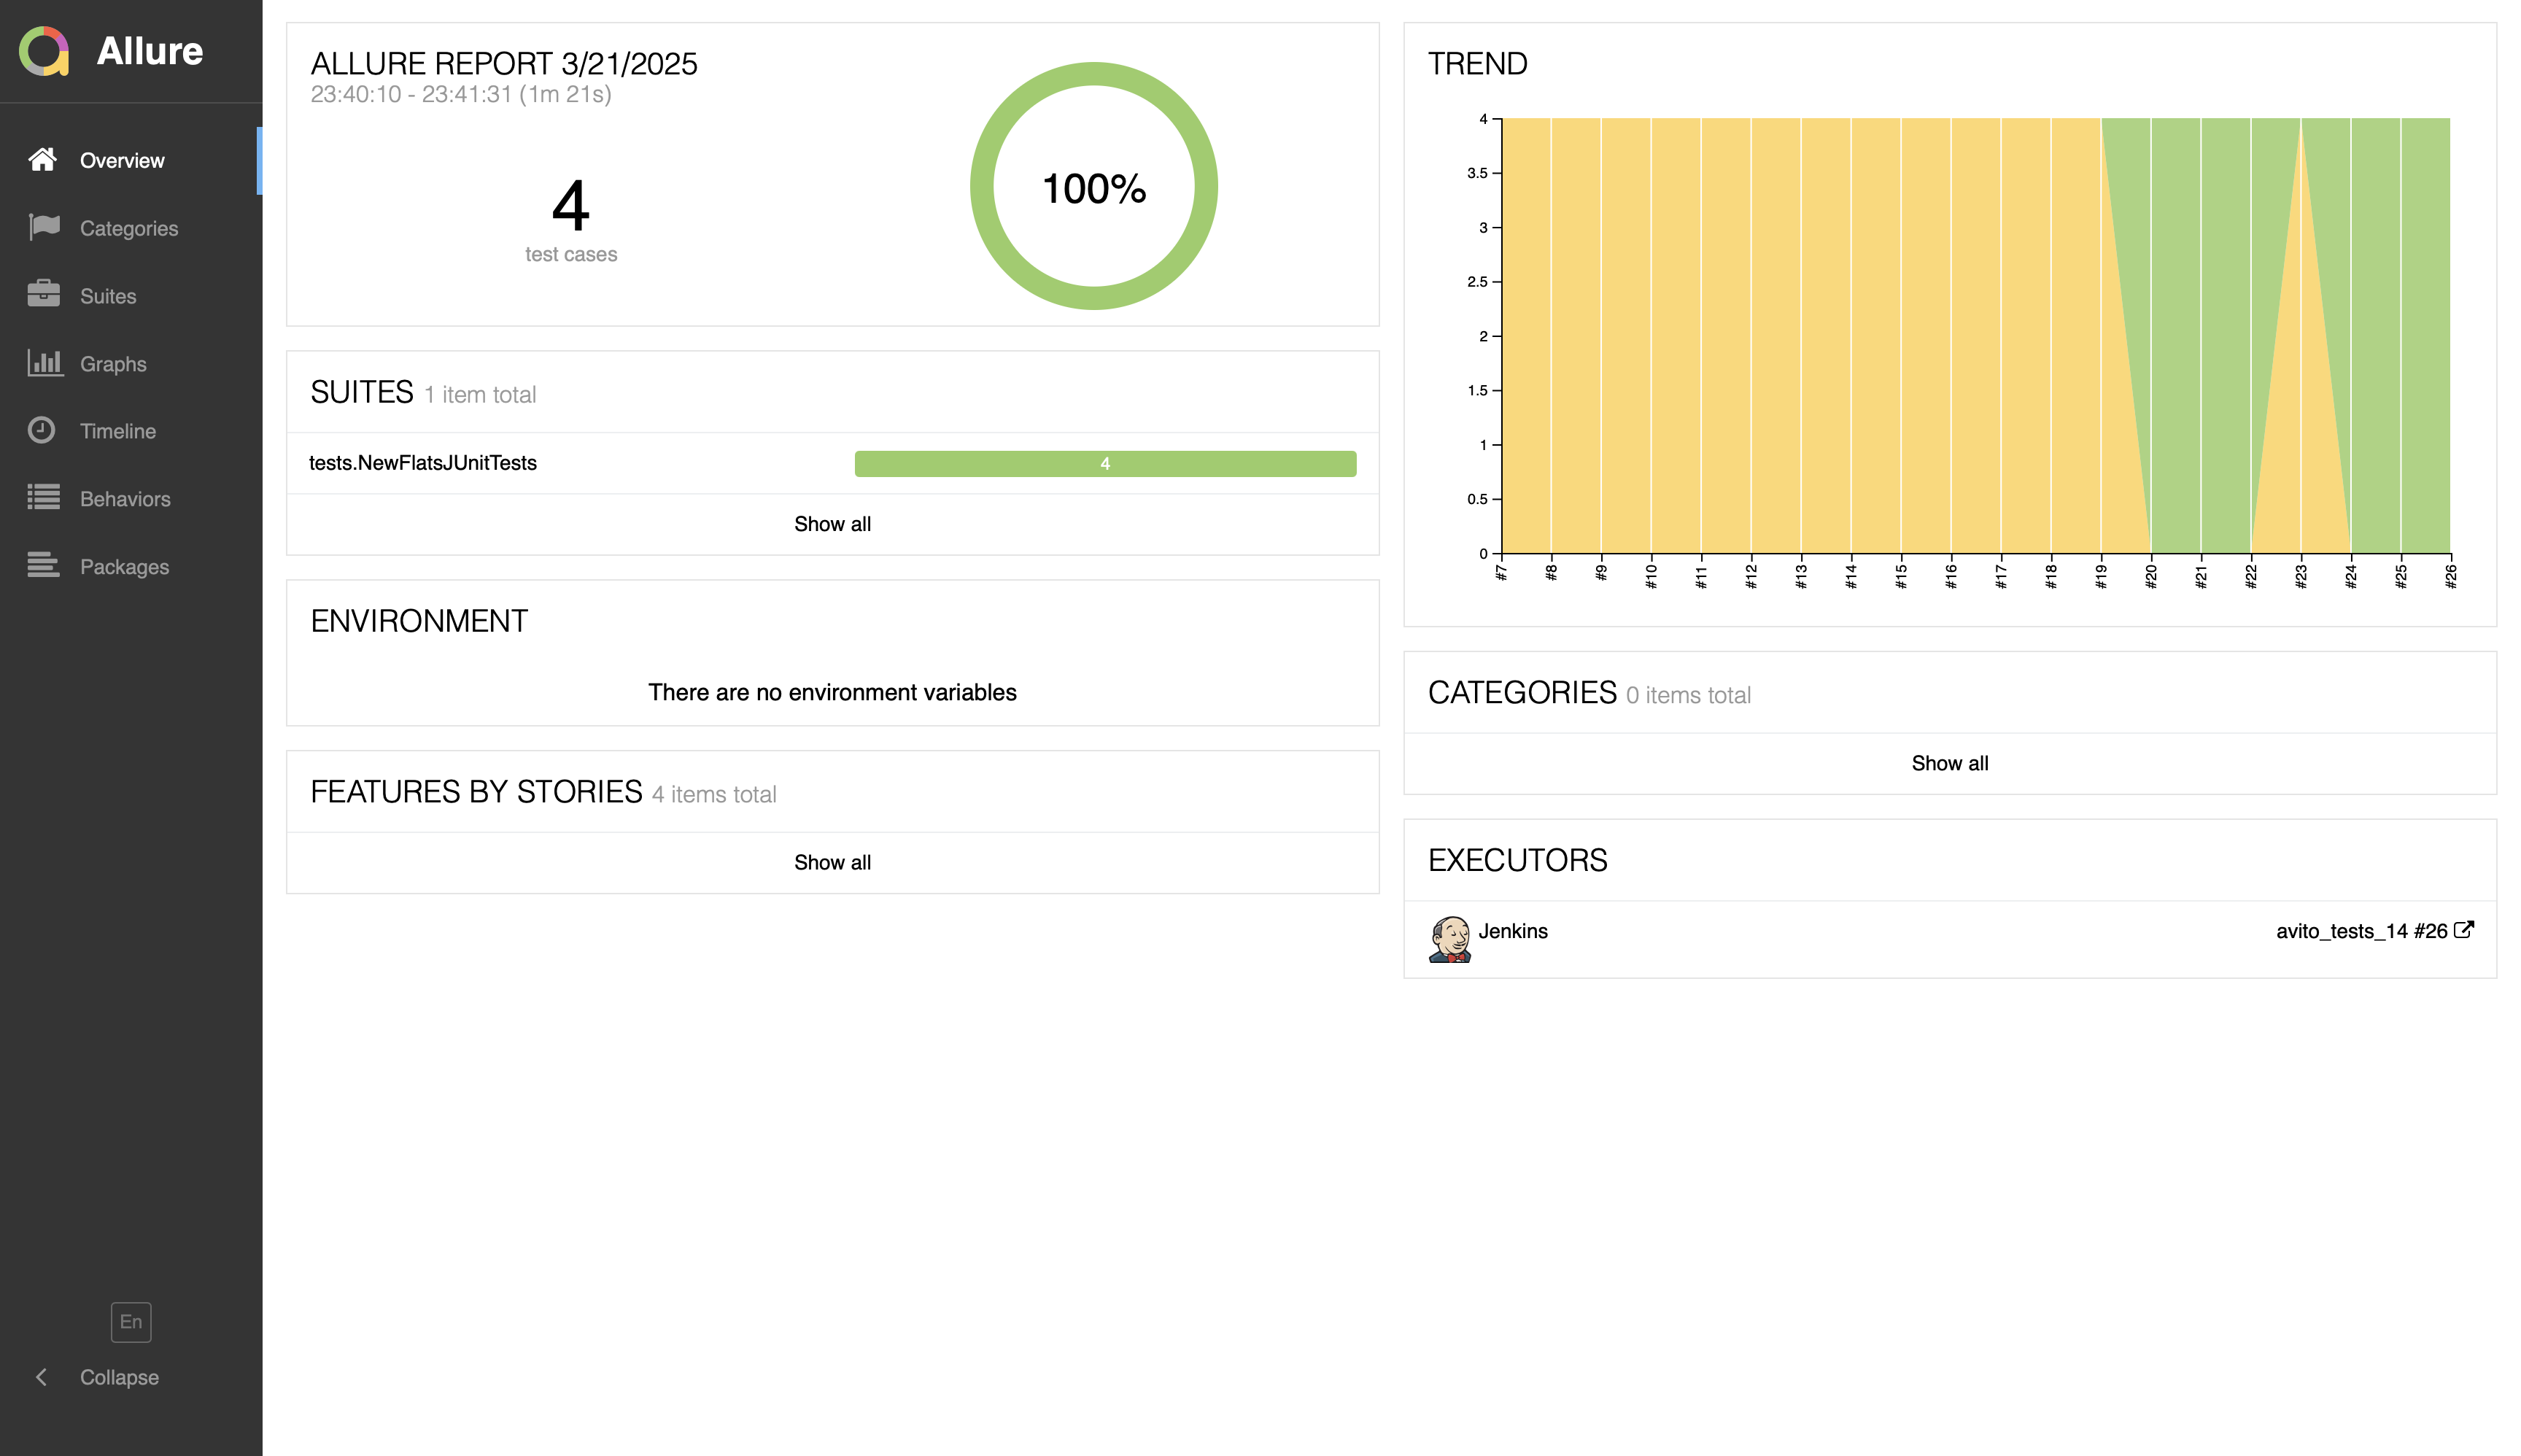 Allure
Overview
Categories
Suites
Graphs
Timeline
Behaviors
Packages
En
Collapse
ALLURE REPORT 3/21/2025
23:40:10 - 23:41:31 (1m 21s)
4
test cases
100%
SUITES 1 item total
tests.NewFlatsJUnitTests 4
Show all
ENVIRONMENT
There are no environment variables
FEATURES BY STORIES 4 items total
Show all
TREND
4
3.5
3
2.5
2
1.5
1
0.5
0
#7 #8 #9 #10 #11 #12 #13 #14 #15 #16 #17 #18 #19 #20 #21 #22 #23 #24 #25 #26
CATEGORIES 0 items total
Show all
EXECUTORS
Jenkins avito_tests_14 #26